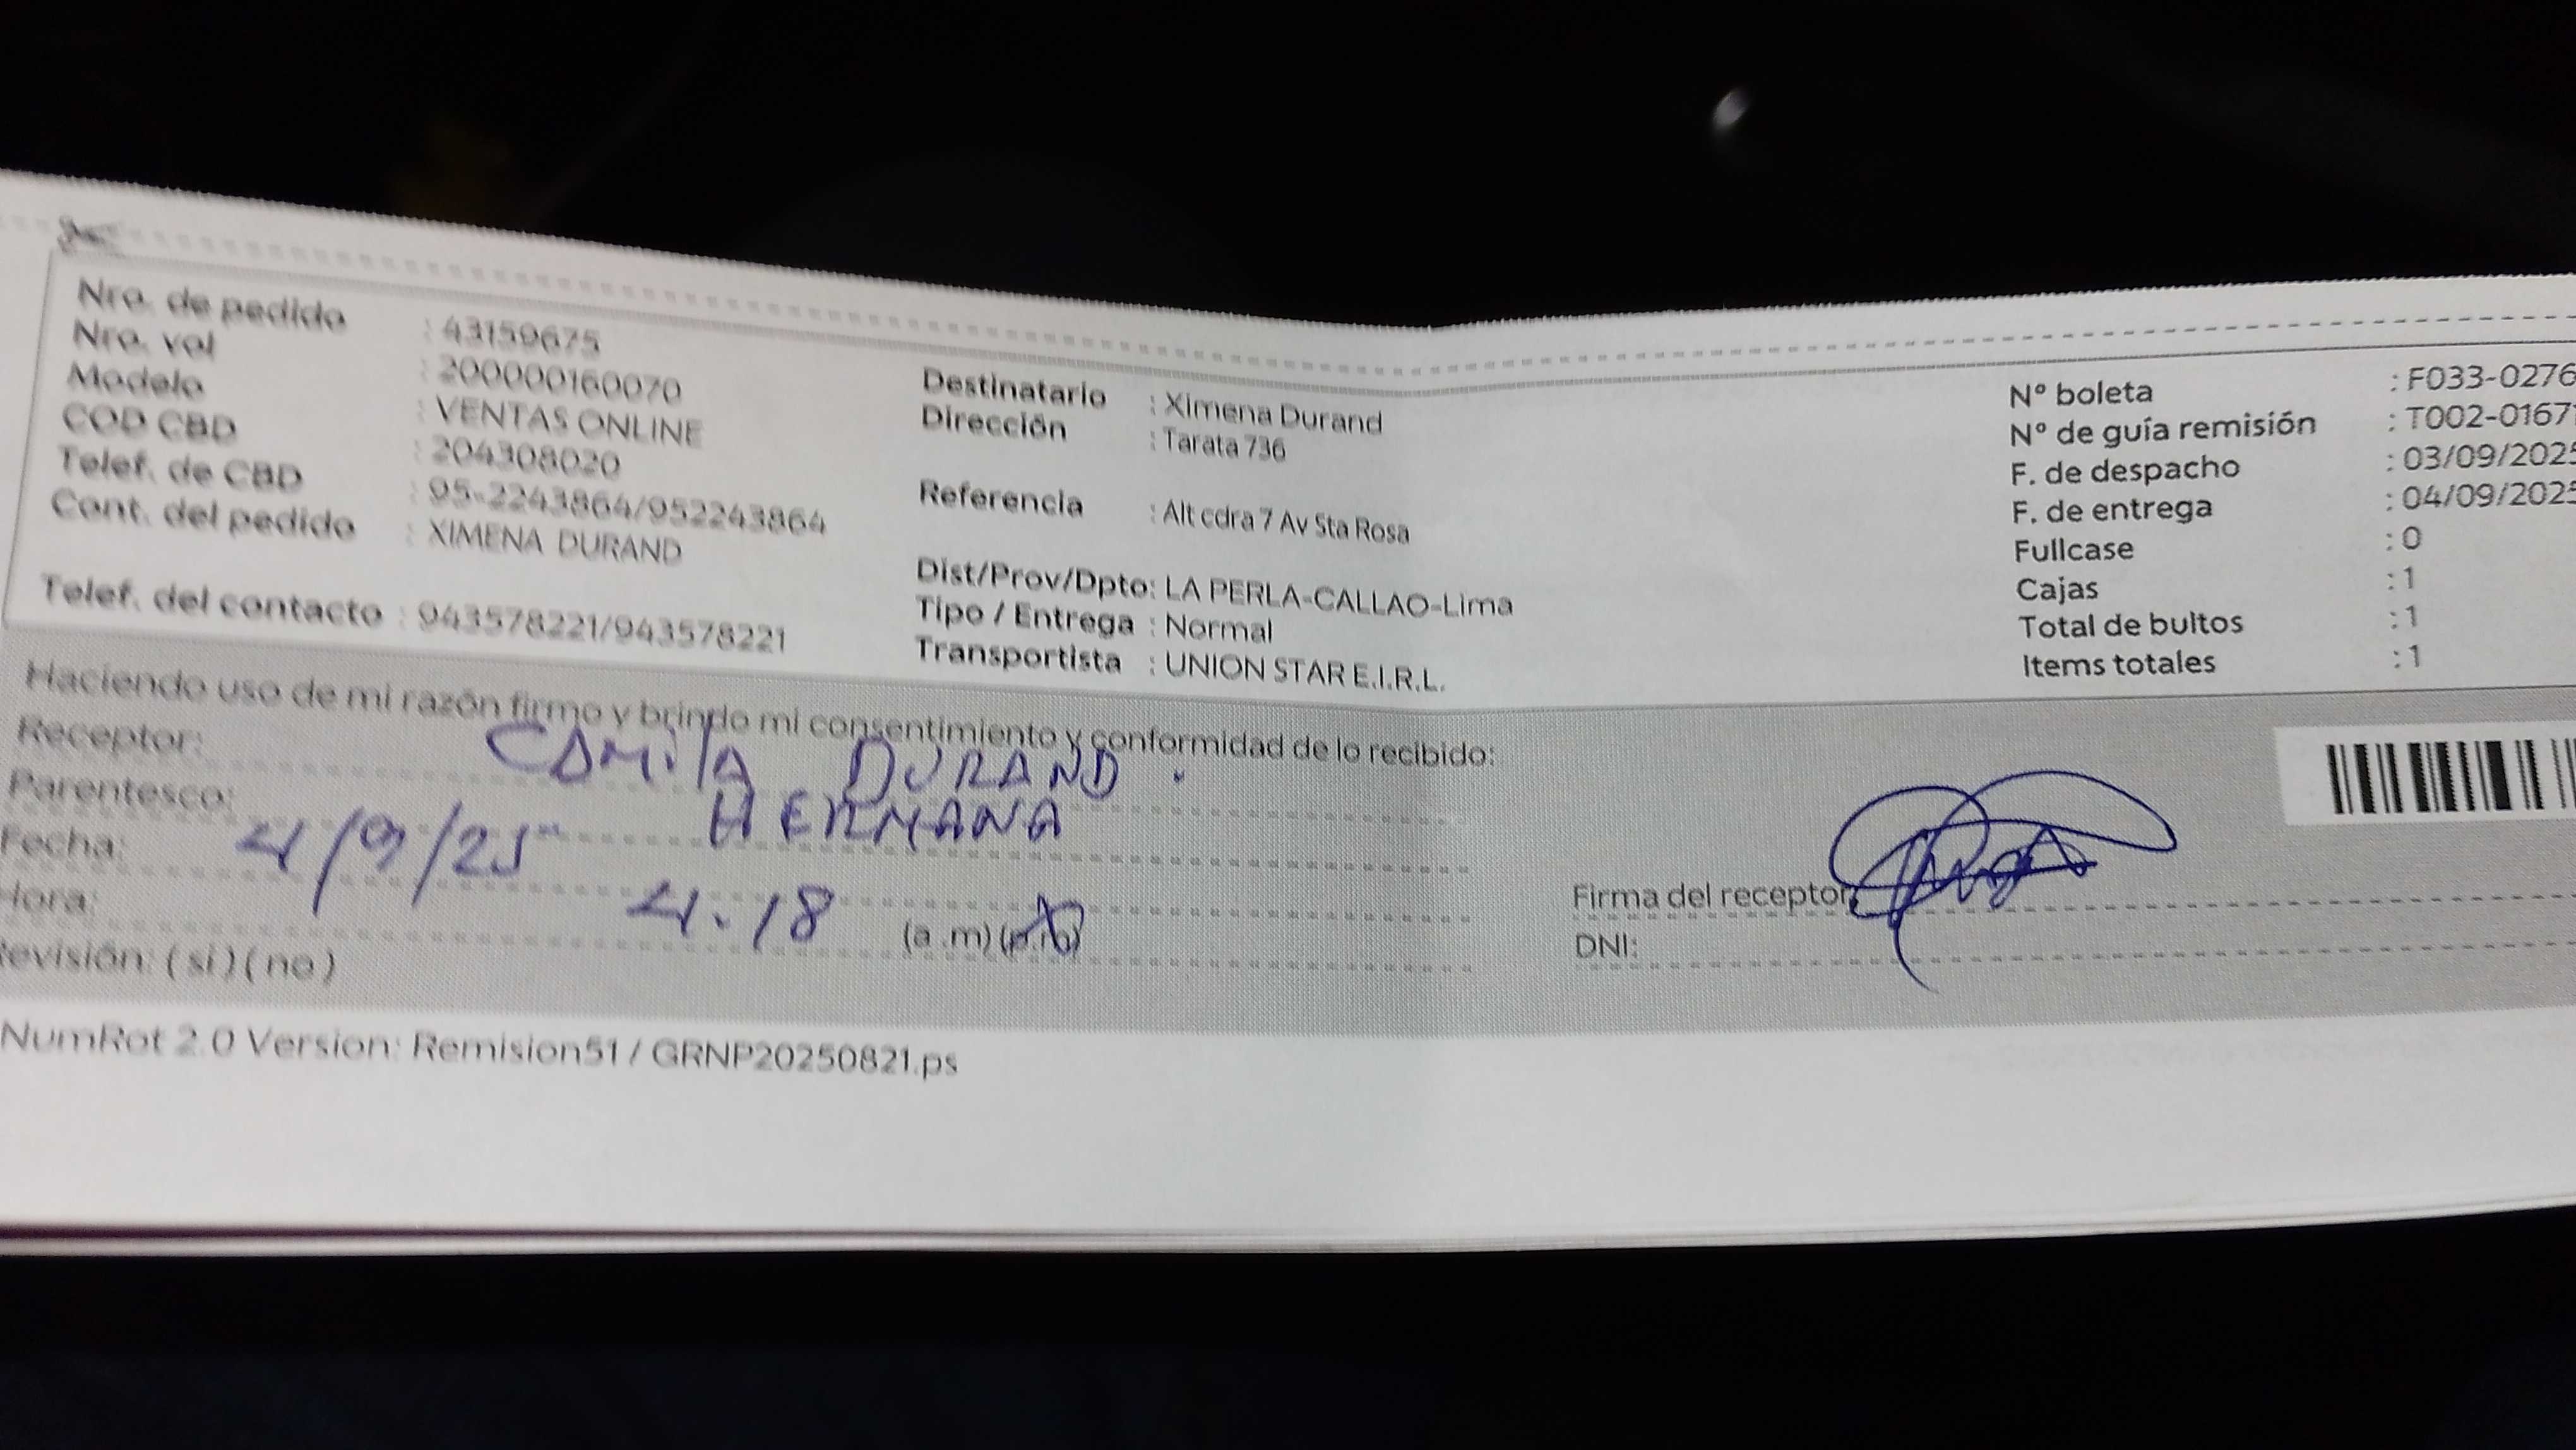 Nro. de pedido : 43159675
Nro. vol : 200000160070
Modelo : VENTAS ONLINE
COD CBD : 204308020
Telef. de CBD : 95-2243864/952243864
Cont. del pedido : XIMENA DURAND
Telef. del contacto : 943578221/943578221
Destinatario : Ximena Durand
Dirección : Tarata 736
Referencia : Alt cdra 7 Av Sta Rosa
Dist/Prov/Dpto: LA PERLA-CALLAO-Lima
Tipo / Entrega : Normal
Transportista : UNION STAR E.I.R.L.
N° boleta : F033-0276
N° de guía remisión : T002-0167
F. de despacho : 03/09/2025
F. de entrega : 04/09/2025
Fullcase : 0
Cajas : 1
Total de bultos : 1
Items totales : 1
Haciendo uso de mi razón firmo y brindo mi consentimiento y conformidad de lo recibido:
Receptor: CAMILA DURAND.
Parentesco: HERMANA
Fecha: 4/9/25
Hora: 4.18 (a .m) (p.m)
Revisión: ( si ) ( no )
Firma del receptor
DNI:
NumRot 2.0 Version: Remision51 / GRNP20250821.ps